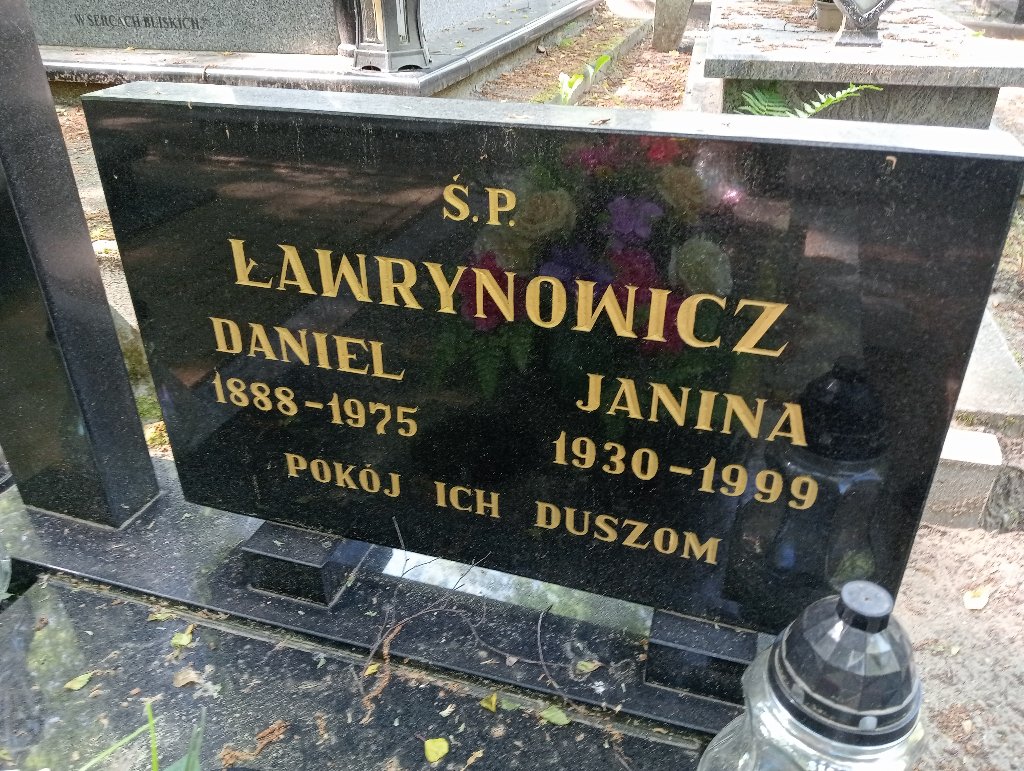 W SERCACH BLISKICH.
Ś.P.
ŁAWRYNOWICZ
DANIEL
1888-1975
JANINA
1930-1999
POKÓJ ICH DUSZOM